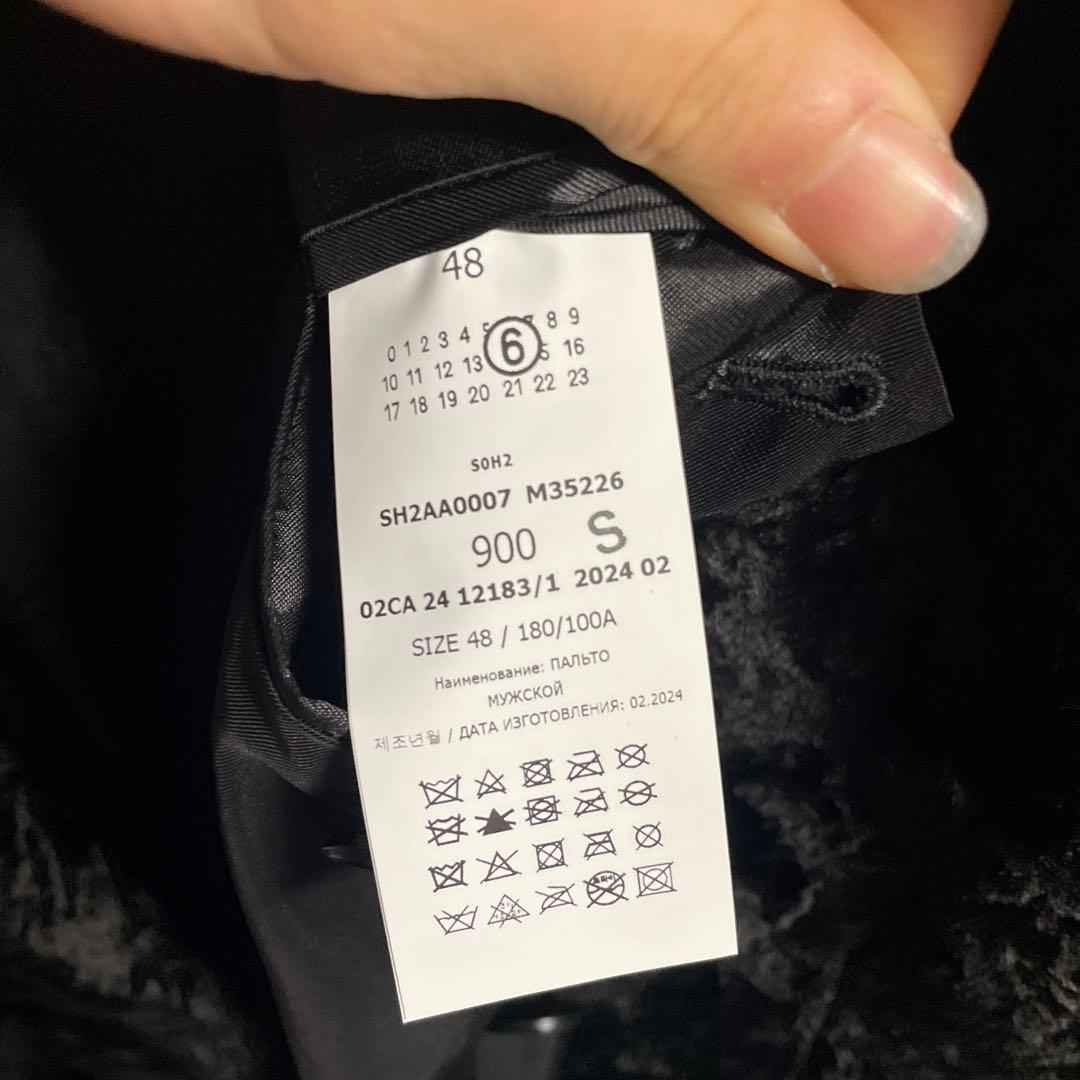 48
0 1 2 3 4 5 6 7 8 9
10 11 12 13 16
17 18 19 20 21 22 23
S0H2
SH2AA0007 M35226
900 S
02CA 24 12183/1 2024 02
SIZE 48 / 180/100A
Наименование: ПАЛЬТО
МУЖСКОЙ
제조년월 / ДАТА ИЗГОТОВЛЕНИЯ: 02.2024